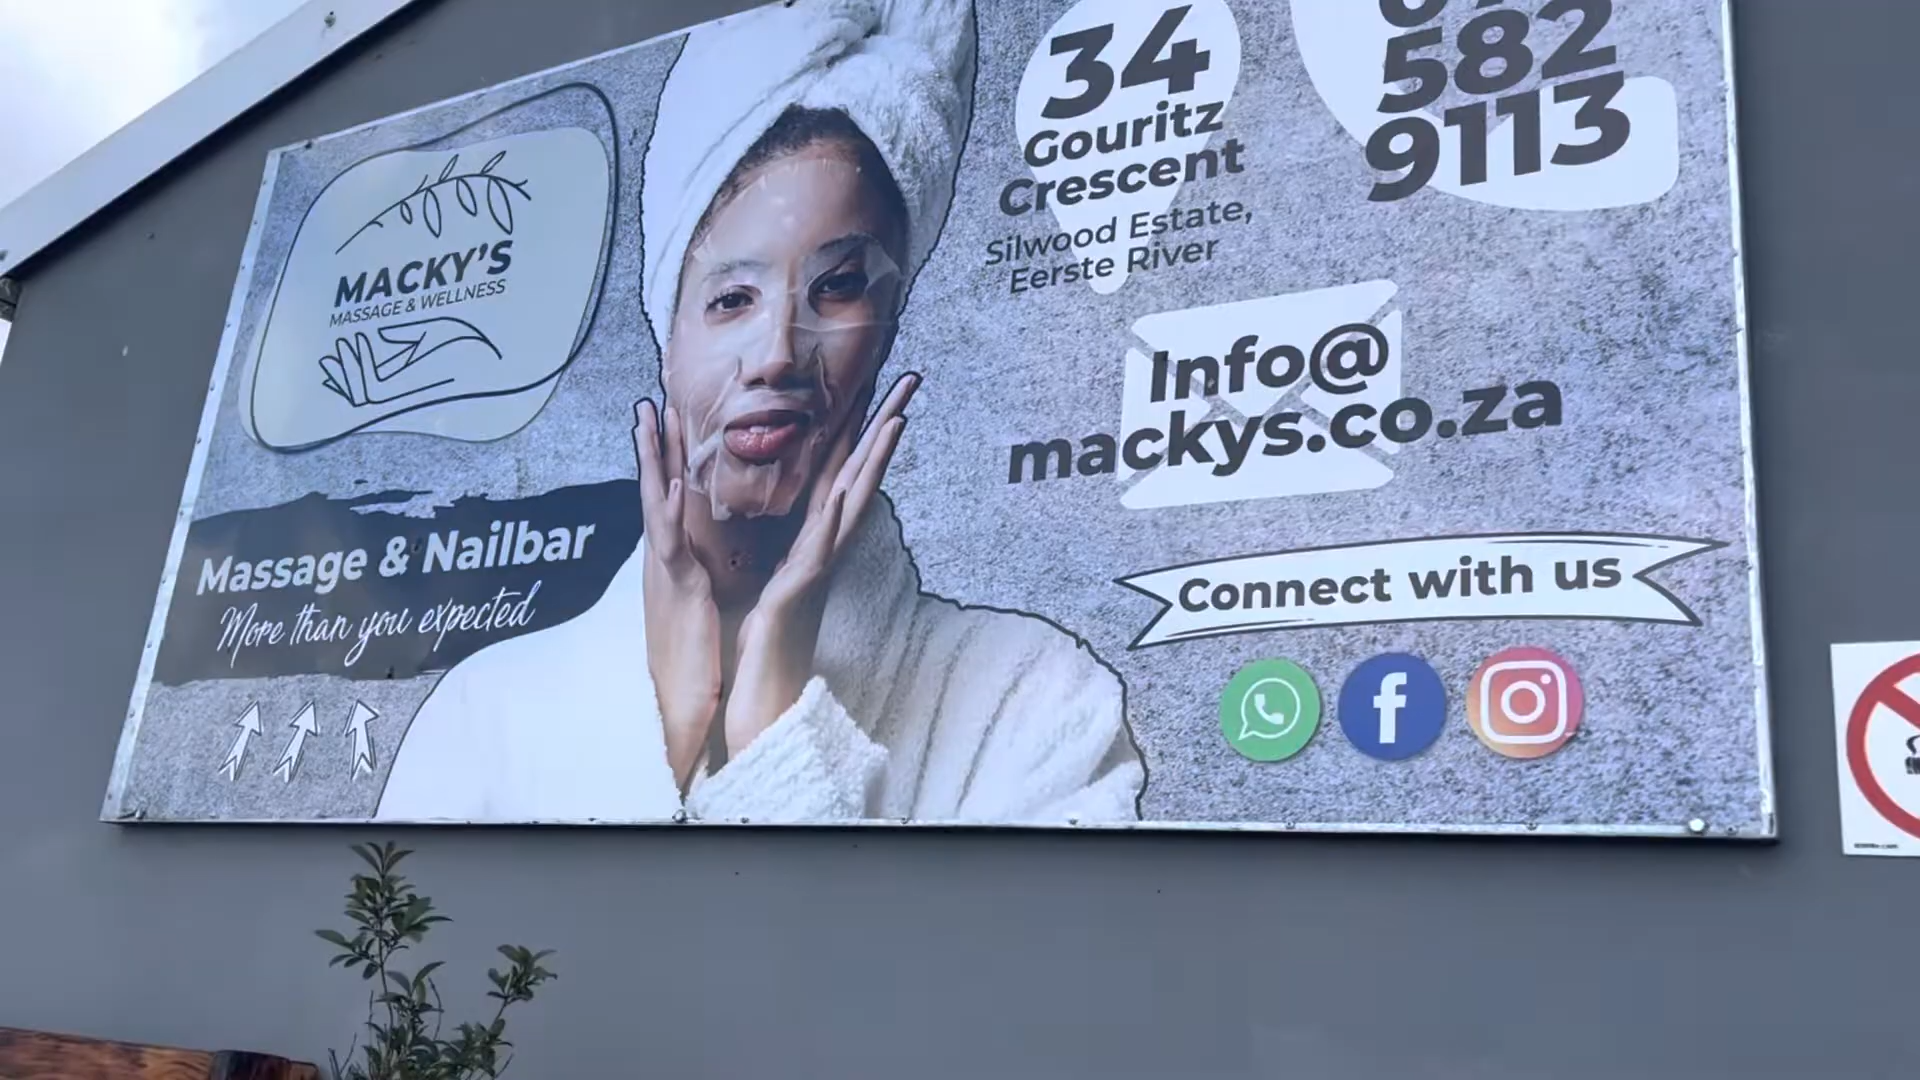 MACKY'S
MASSAGE & WELLNESS
Massage & Nailbar
More than you expected
34
Gouritz
Crescent
Silwood Estate,
Eerste River
582
9113
Info@
mackys.co.za
Connect with us